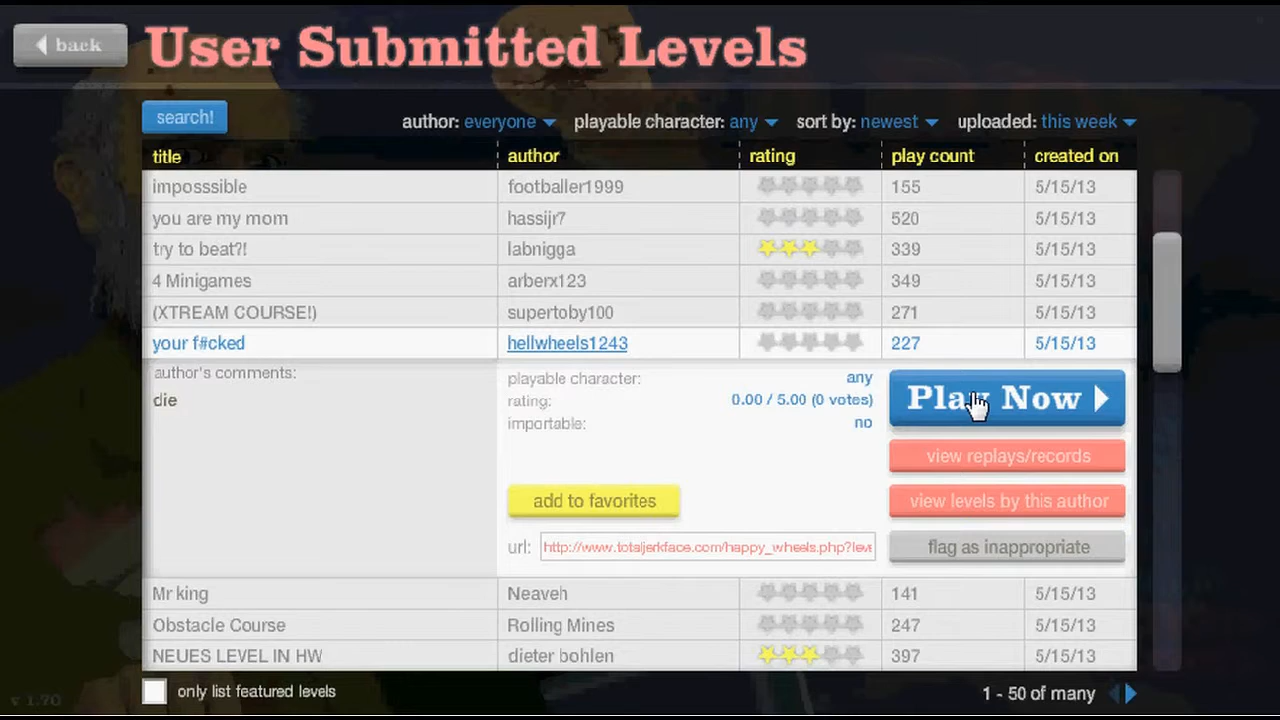 back
User Submitted Levels
search!
author: everyone playable character: any sort by: newest uploaded: this week
title author rating play count created on
imposssible footballer1999 155 5/15/13
you are my mom hassijr7 520 5/15/13
try to beat?! labnigga 339 5/15/13
4 Minigames arberx123 349 5/15/13
(XTREAM COURSE!) supertoby100 271 5/15/13
your f#cked hellwheels1243 227 5/15/13
author's comments:
die
playable character: any
rating: 0.00 / 5.00 (0 votes)
importable: no
Play Now
view replays/records
add to favorites
view levels by this author
url: http://www.totaljerkface.com/happy_wheels.php?leve
flag as inappropriate
Mr king Neaveh 141 5/15/13
Obstacle Course Rolling Mines 247 5/15/13
NEUES LEVEL IN HW dieter bohlen 397 5/15/13
only list featured levels
1 - 50 of many
v 1.70